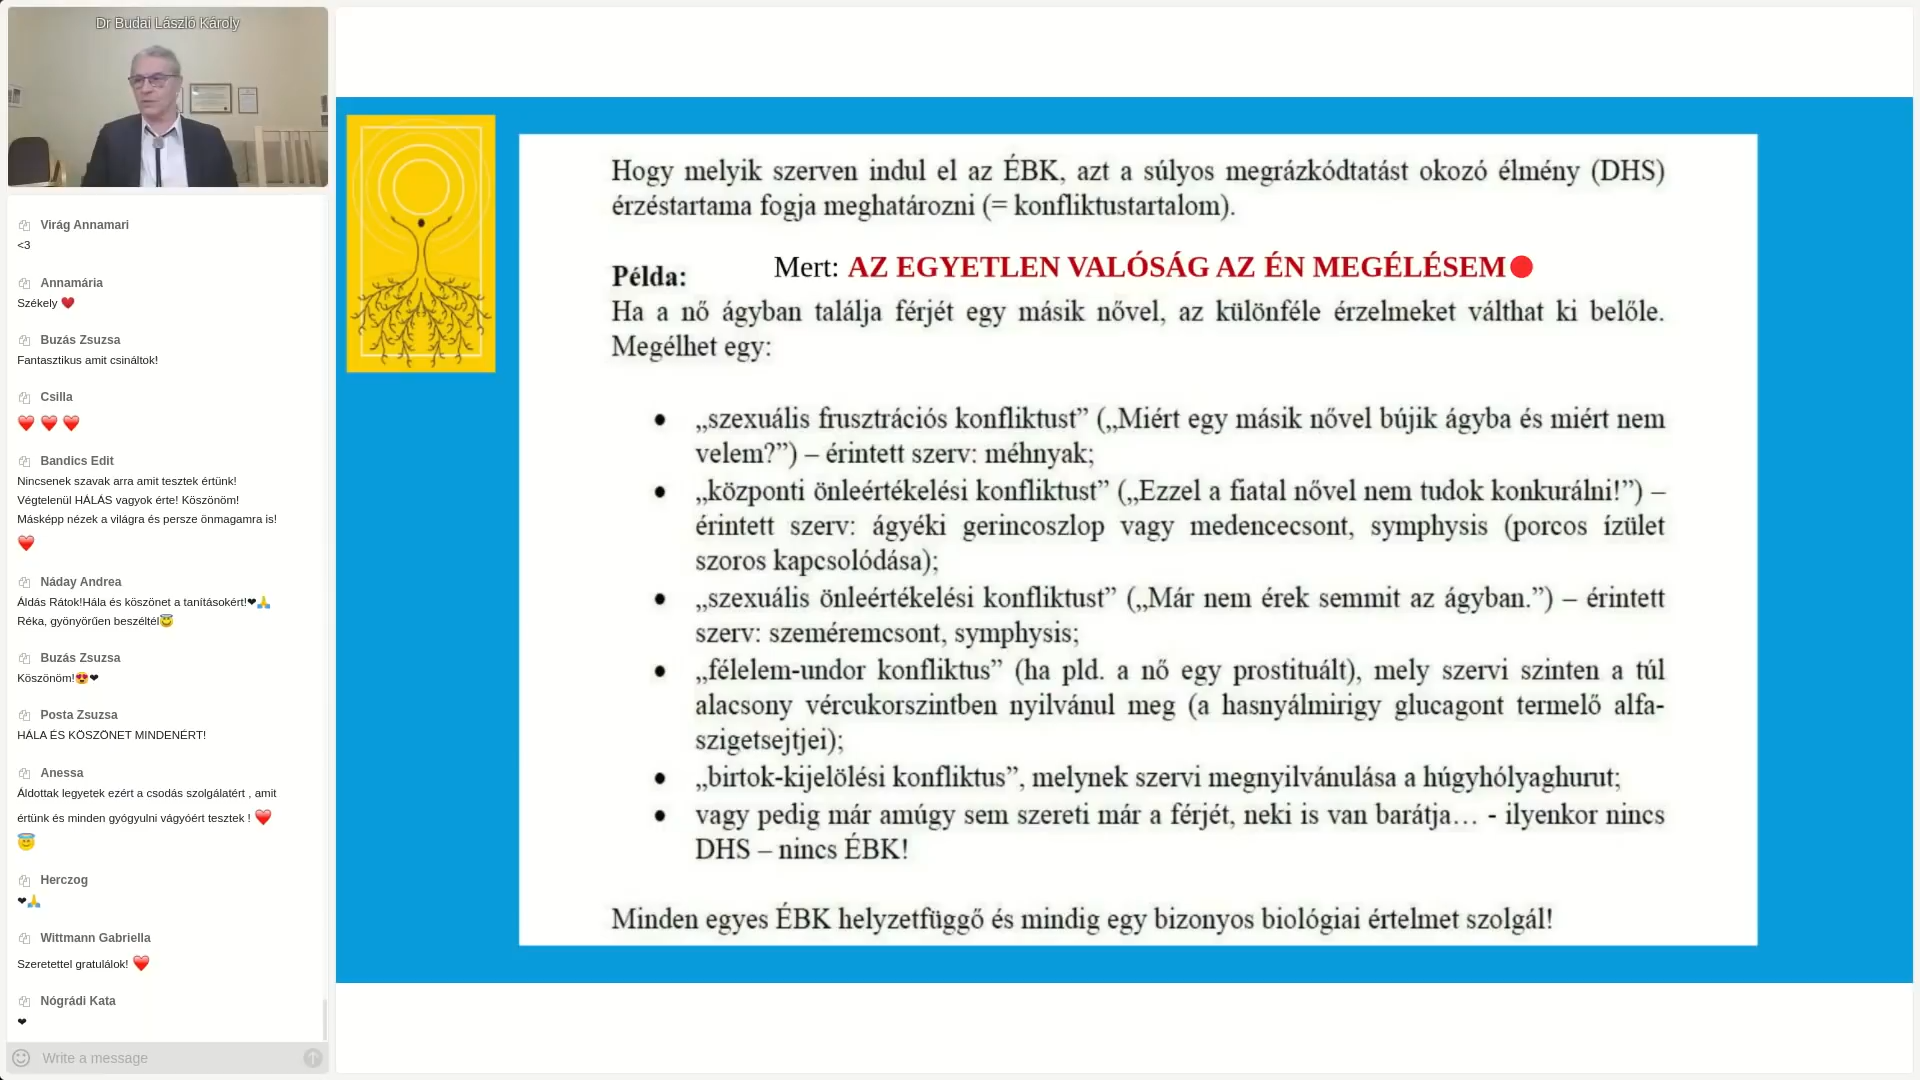 Dr Budai László Károly
Virág Annamari
<3
Annamária
Székely ❤️
Buzás Zsuzsa
Fantasztikus amit csináltok!
Csilla
❤️ ❤️ ❤️
Bandics Edit
Nincsenek szavak arra amit tesztek értünk!
Végtelenül HÁLÁS vagyok érte! Köszönöm!
Másképp nézek a világra és persze önmagamra is!
❤️
Náday Andrea
Áldás Rátok!Hála és köszönet a tanításokért!❤🙏
Réka, gyönyörűen beszéltél😇
Buzás Zsuzsa
Köszönöm!😍❤
Posta Zsuzsa
HÁLA ÉS KÖSZÖNET MINDENÉRT!
Anessa
Áldottak legyetek ezért a csodás szolgálatért , amit
értünk és minden gyógyulni vágyóért tesztek ! ❤️
😇
Herczog
❤🙏
Wittmann Gabriella
Szeretettel gratulálok! ❤️
Nógrádi Kata
❤
Write a message
Hogy melyik szerven indul el az ÉBK, azt a súlyos megrázkódtatást okozó élmény (DHS)
érzéstartama fogja meghatározni (= konfliktustartalom).
Mert: AZ EGYETLEN VALÓSÁG AZ ÉN MEGÉLÉSEM
Példa:
Ha a nő ágyban találja férjét egy másik nővel, az különféle érzelmeket válthat ki belőle.
Megélhet egy:
• „szexuális frusztrációs konfliktust” („Miért egy másik nővel bújik ágyba és miért nem
velem?”) – érintett szerv: méhnyak;
• „központi önleértékelési konfliktust” („Ezzel a fiatal nővel nem tudok konkurálni!”) –
érintett szerv: ágyéki gerincoszlop vagy medencecsont, symphysis (porcos ízület
szoros kapcsolódása);
• „szexuális önleértékelési konfliktust” („Már nem érek semmit az ágyban.”) – érintett
szerv: szeméremcsont, symphysis;
• „félelem-undor konfliktus” (ha pld. a nő egy prostituált), mely szervi szinten a túl
alacsony vércukorszintben nyilvánul meg (a hasnyálmirigy glucagont termelő alfa-
szigetsejtjei);
• „birtok-kijelölési konfliktus”, melynek szervi megnyilvánulása a húgyhólyaghurut;
• vagy pedig már amúgy sem szereti már a férjét, neki is van barátja… - ilyenkor nincs
DHS – nincs ÉBK!
Minden egyes ÉBK helyzetfüggő és mindig egy bizonyos biológiai értelmet szolgál!